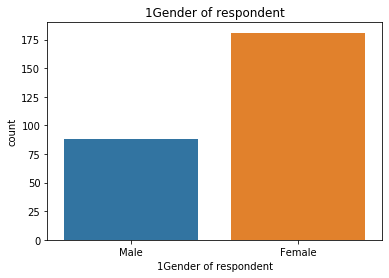 1Gender of respondent
175
150
125
100
75
50
25
0
count
Male Female
1Gender of respondent